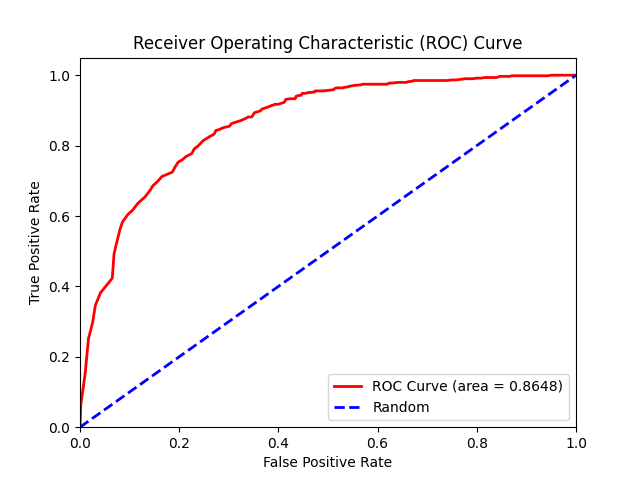 Receiver Operating Characteristic (ROC) Curve
1.0
0.8
0.6
0.4
0.2
0.0
True Positive Rate
ROC Curve (area = 0.8648)
Random
0.0 0.2 0.4 0.6 0.8 1.0
False Positive Rate